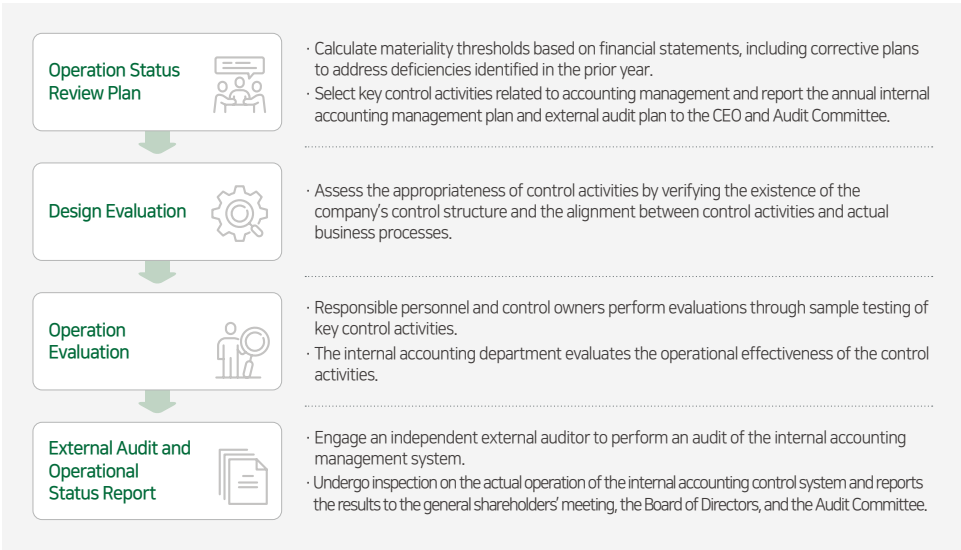 Operation Status
Review Plan
· Calculate materiality thresholds based on financial statements, including corrective plans
to address deficiencies identified in the prior year.
· Select key control activities related to accounting management and report the annual internal
accounting management plan and external audit plan to the CEO and Audit Committee.
Design Evaluation
· Assess the appropriateness of control activities by verifying the existence of the
company's control structure and the alignment between control activities and actual
business processes.
Operation
Evaluation
· Responsible personnel and control owners perform evaluations through sample testing of
key control activities.
· The internal accounting department evaluates the operational effectiveness of the control
activities.
External Audit and
Operational
Status Report
· Engage an independent external auditor to perform an audit of the internal accounting
management system.
· Undergo inspection on the actual operation of the internal accounting control system and reports
the results to the general shareholders' meeting, the Board of Directors, and the Audit Committee.